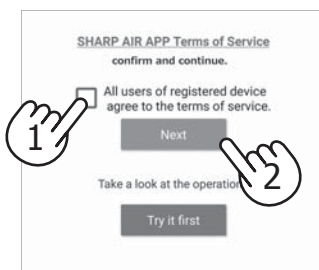 SHARP AIR APP Terms of Service
confirm and continue.
All users of registered device
agree to the terms of service.
1
Next
2
Take a look at the operation
Try it first